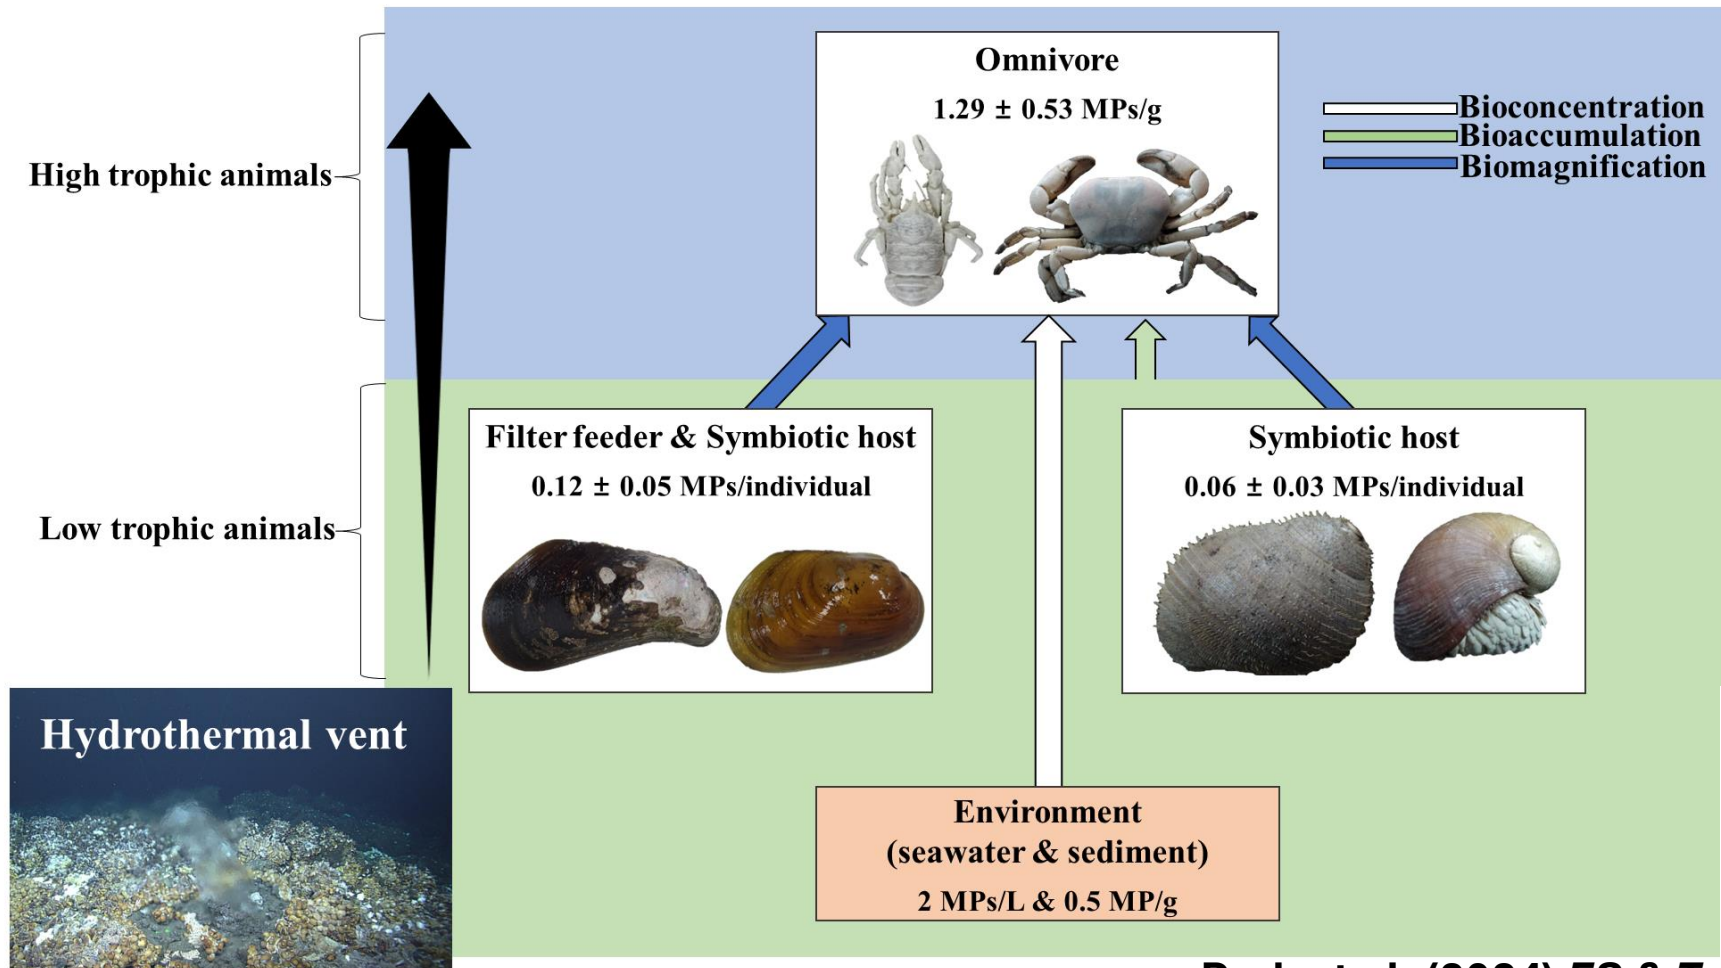 Omnivore
1.29 ± 0.53 MPs/g
Bioconcentration
Bioaccumulation
Biomagnification
High trophic animals
Filter feeder & Symbiotic host
0.12 ± 0.05 MPs/individual
Symbiotic host
0.06 ± 0.03 MPs/individual
Low trophic animals
Hydrothermal vent
Environment
(seawater & sediment)
2 MPs/L & 0.5 MP/g